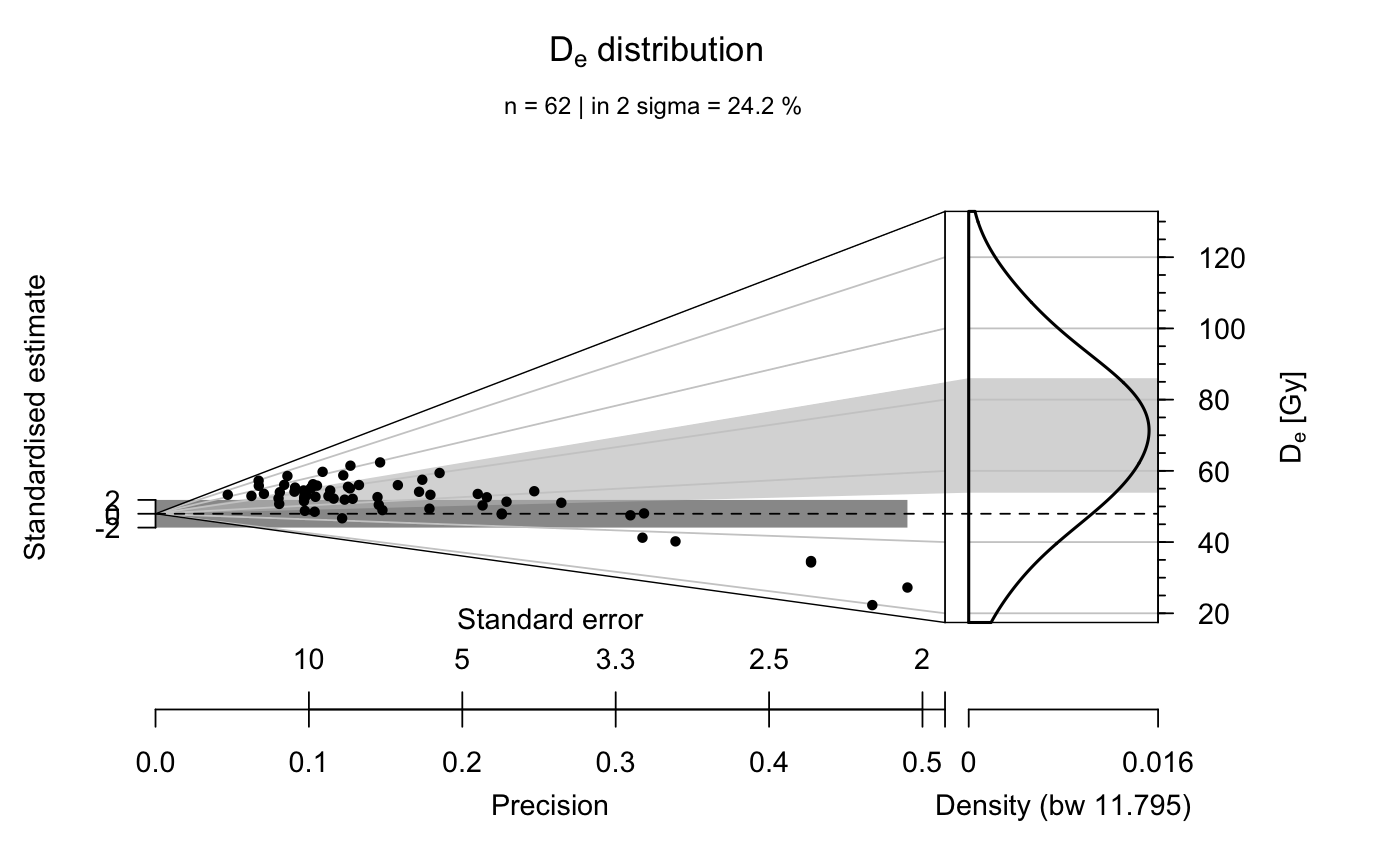 De distribution
n = 62 | in 2 sigma = 24.2 %
Standardised estimate
2
0
-2
120
100
80
60
40
20
De [Gy]
Standard error
10 5 3.3 2.5 2
0.0 0.1 0.2 0.3 0.4 0.5 0 0.016
Precision Density (bw 11.795)